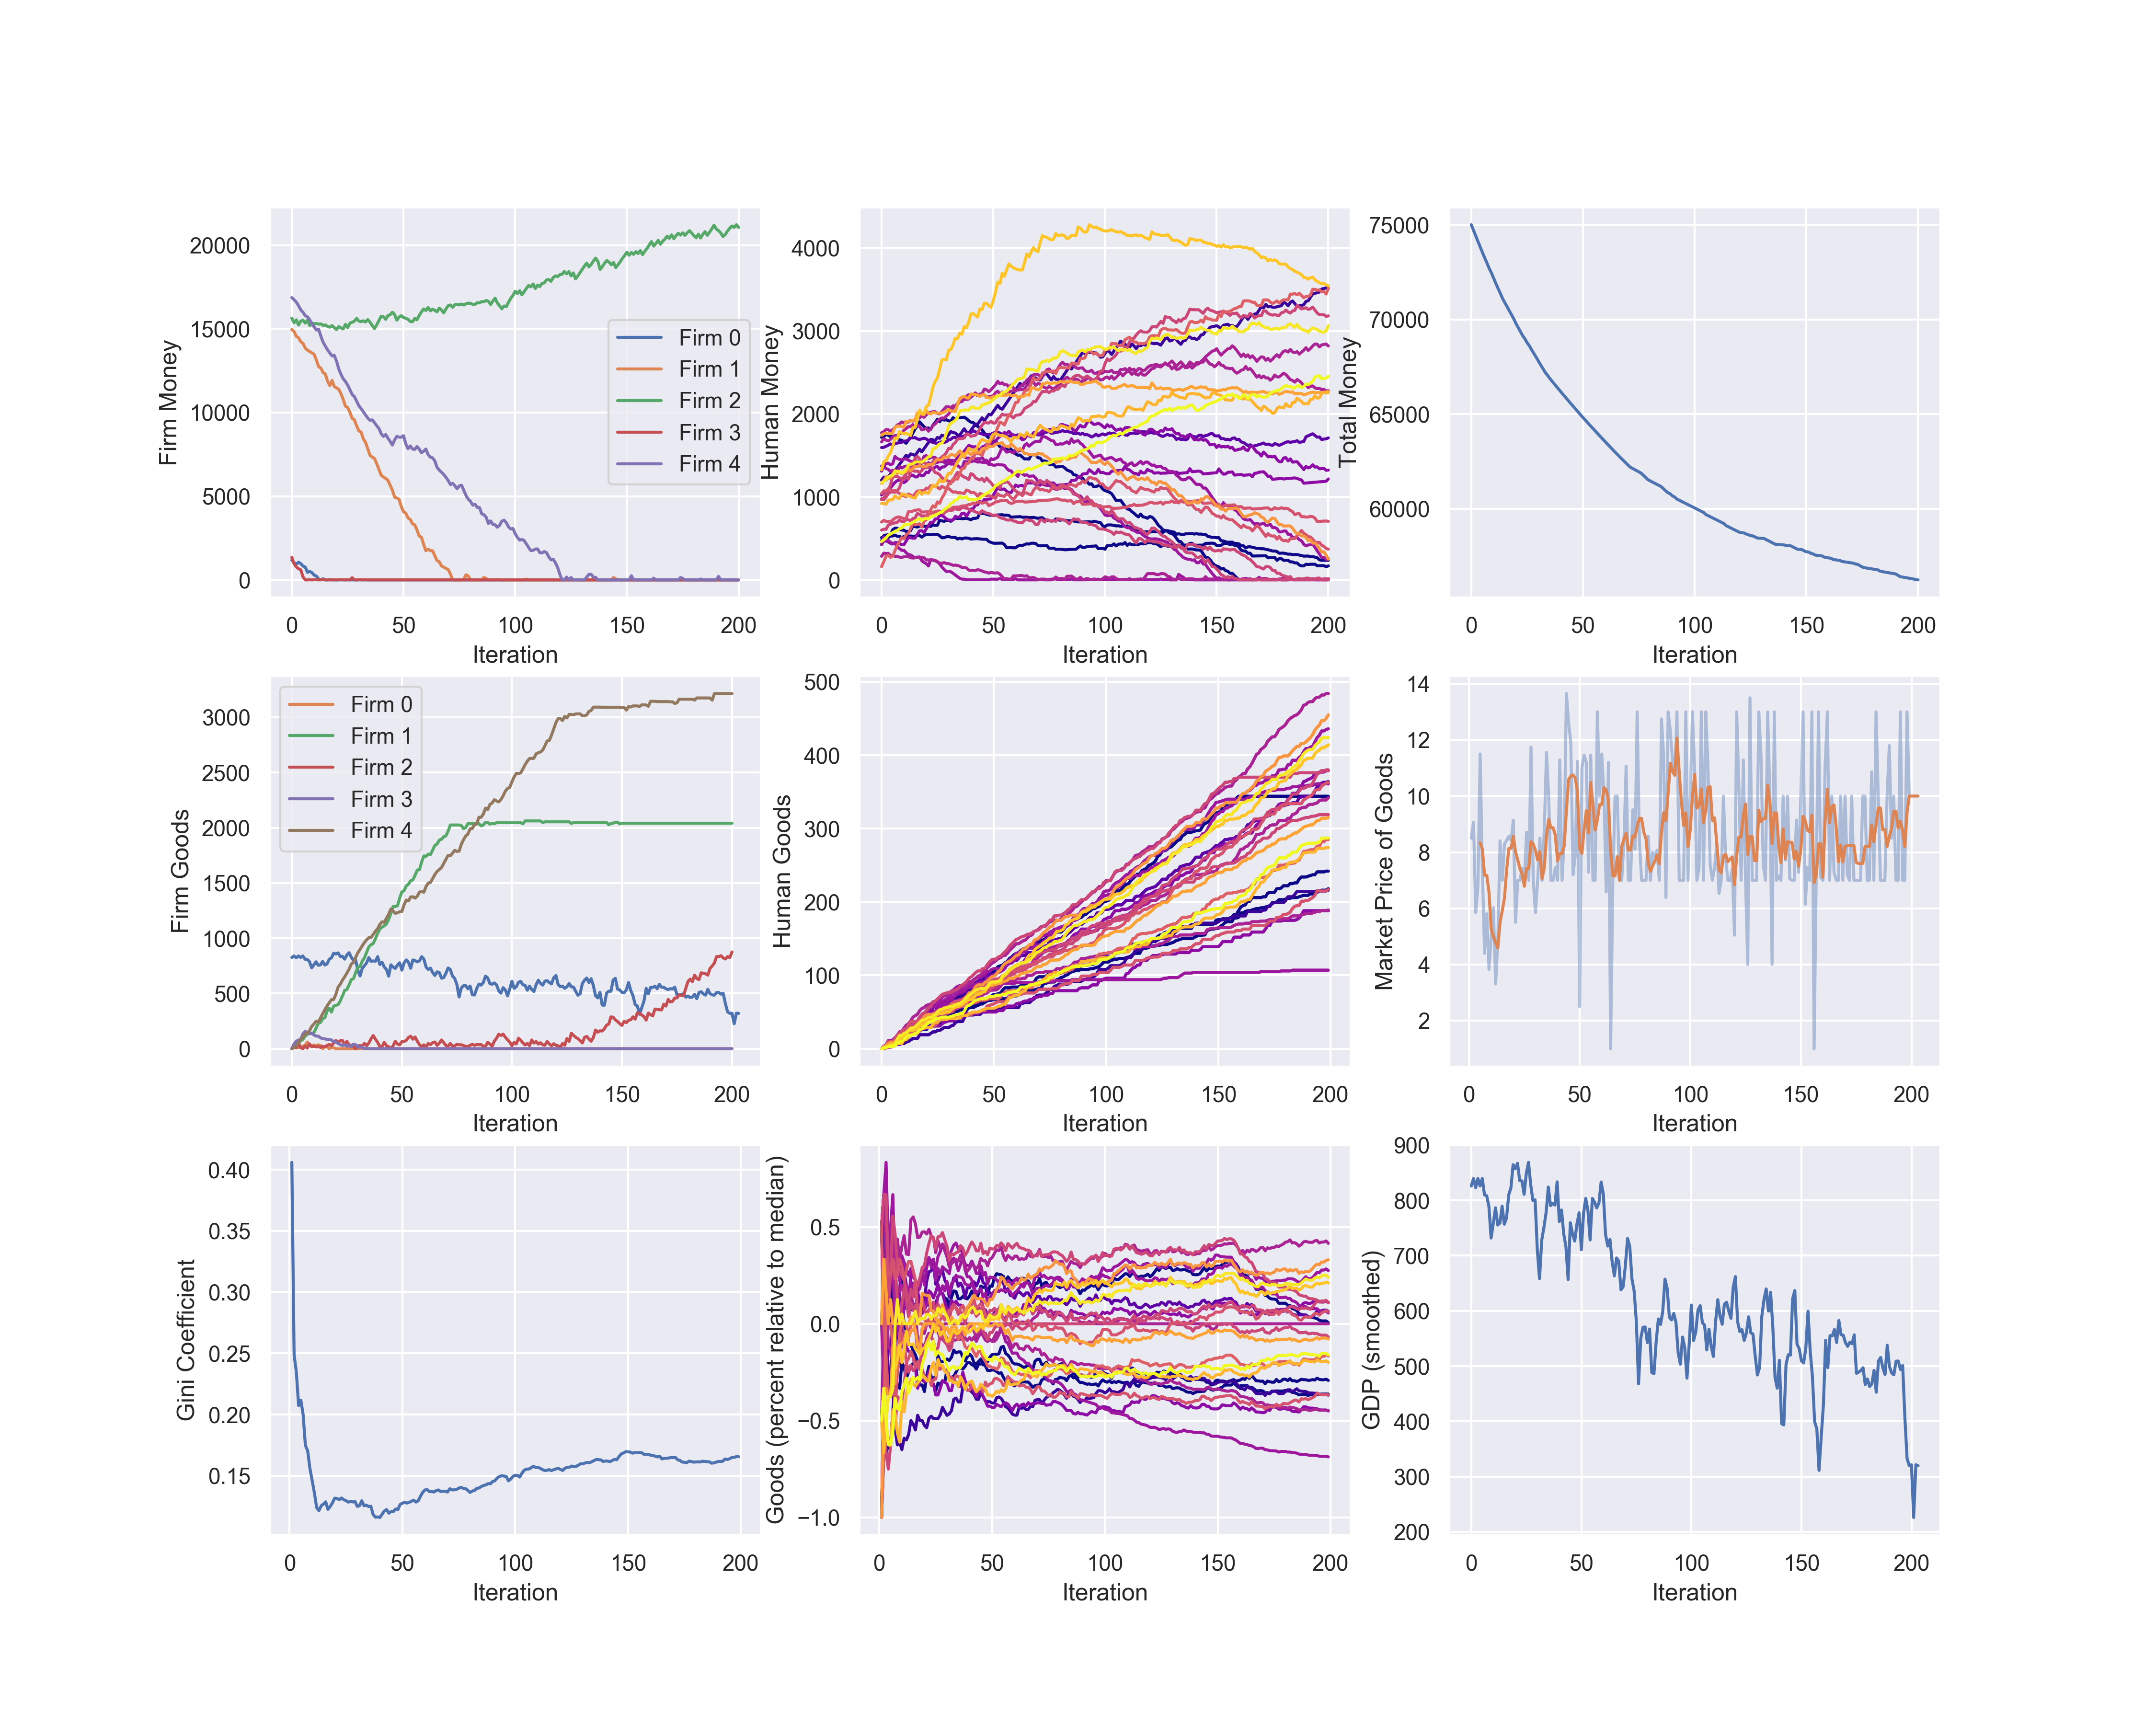 20000
15000
10000
5000
0
Firm Money
Firm 0
Firm 1
Firm 2
Firm 3
Firm 4
0 50 100 150 200
Iteration
4000
3000
2000
1000
0
Human Money
0 50 100 150 200
Iteration
75000
70000
65000
60000
Total Money
0 50 100 150 200
Iteration
3000
2500
2000
1500
1000
500
0
Firm Goods
Firm 0
Firm 1
Firm 2
Firm 3
Firm 4
0 50 100 150 200
Iteration
500
400
300
200
100
0
Human Goods
0 50 100 150 200
Iteration
14
12
10
8
6
4
2
Market Price of Goods
0 50 100 150 200
Iteration
0.40
0.35
0.30
0.25
0.20
0.15
Gini Coefficient
0 50 100 150 200
Iteration
0.5
0.0
−0.5
−1.0
Goods (percent relative to median)
0 50 100 150 200
Iteration
900
800
700
600
500
400
300
200
GDP (smoothed)
0 50 100 150 200
Iteration